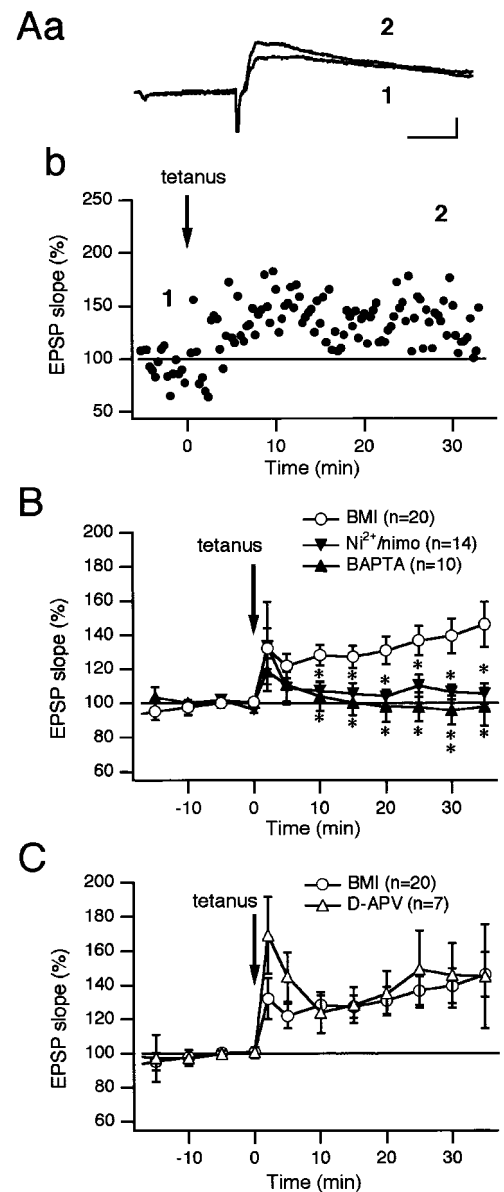 Aa
2
1
b
tetanus
250
200
150
100
50
EPSP slope (%)
1
2
0
10
20
30
Time (min)
B
BMI (n=20)
Ni²⁺/nimo (n=14)
BAPTA (n=10)
tetanus
200
180
160
140
120
100
80
60
EPSP slope (%)
* * * * * *
* * * * * *
* *
-10
0
10
20
30
Time (min)
C
BMI (n=20)
D-APV (n=7)
tetanus
200
180
160
140
120
100
80
60
EPSP slope (%)
-10
0
10
20
30
Time (min)